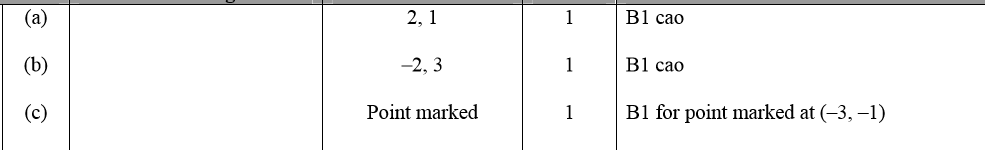 (a) 2, 1 1 B1 cao
(b) –2, 3 1 B1 cao
(c) Point marked 1 B1 for point marked at (–3, –1)